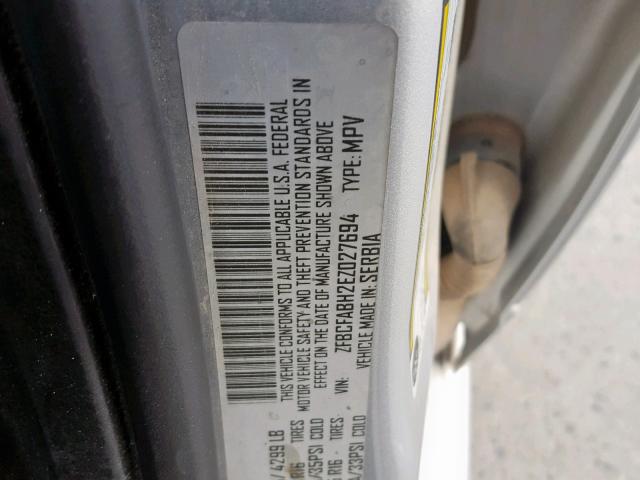 THIS VEHICLE CONFORMS TO ALL APPLICABLE U.S.A. FEDERAL
MOTOR VEHICLE SAFETY AND THEFT PREVENTION STANDARDS IN
EFFECT ON THE DATE OF MANUFACTURE SHOWN ABOVE
VIN: ZFBCFABH2EZ027694 TYPE: MPV
VEHICLE MADE IN: SERBIA
/ 4299 LB
R16 TIRES
/35PSI COLD
R16 - TIRES
/33PSI COLD